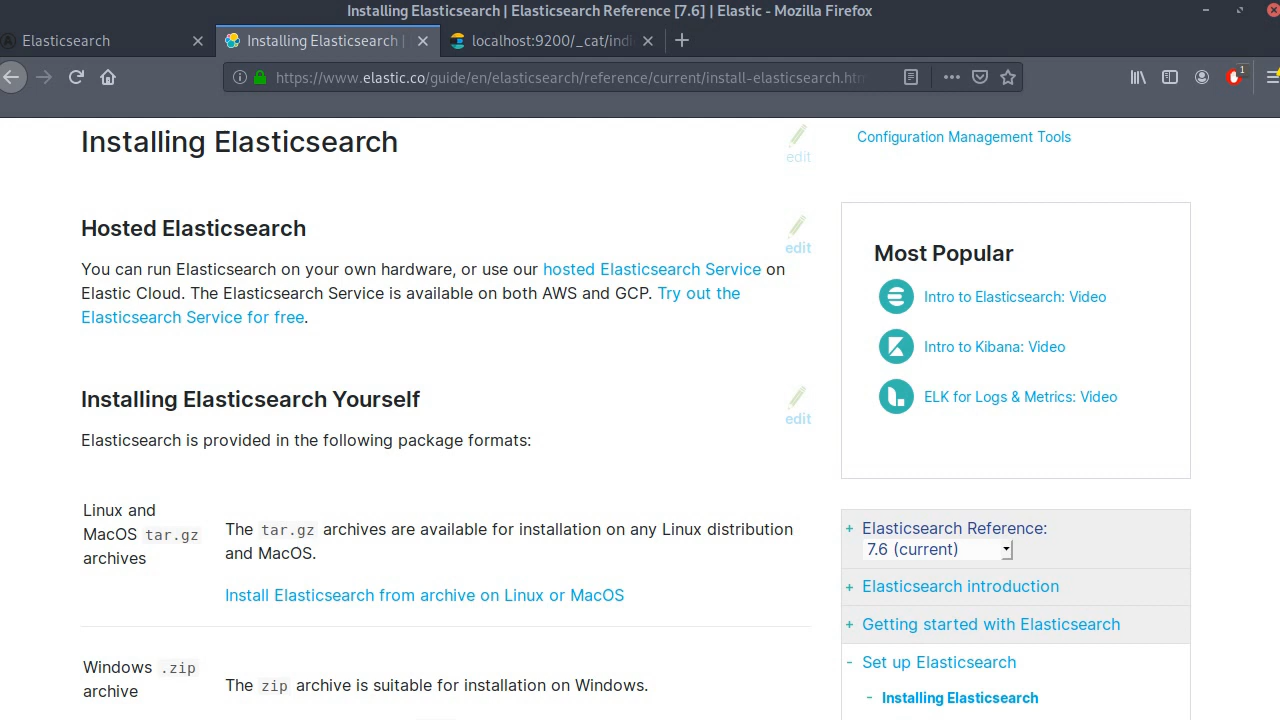 Installing Elasticsearch | Elasticsearch Reference [7.6] | Elastic - Mozilla Firefox
Elasticsearch
Installing Elasticsearch |
localhost:9200/_cat/indi
https://www.elastic.co/guide/en/elasticsearch/reference/current/install-elasticsearch.htm
1
Installing Elasticsearch
edit
Configuration Management Tools
Hosted Elasticsearch
edit
You can run Elasticsearch on your own hardware, or use our hosted Elasticsearch Service on
Elastic Cloud. The Elasticsearch Service is available on both AWS and GCP. Try out the
Elasticsearch Service for free.
Most Popular
Intro to Elasticsearch: Video
Intro to Kibana: Video
ELK for Logs & Metrics: Video
Installing Elasticsearch Yourself
edit
Elasticsearch is provided in the following package formats:
Linux and
MacOS tar.gz
archives
The tar.gz archives are available for installation on any Linux distribution
and MacOS.
Install Elasticsearch from archive on Linux or MacOS
Windows .zip
archive
The zip archive is suitable for installation on Windows.
+ Elasticsearch Reference:
7.6 (current)
+ Elasticsearch introduction
+ Getting started with Elasticsearch
- Set up Elasticsearch
- Installing Elasticsearch